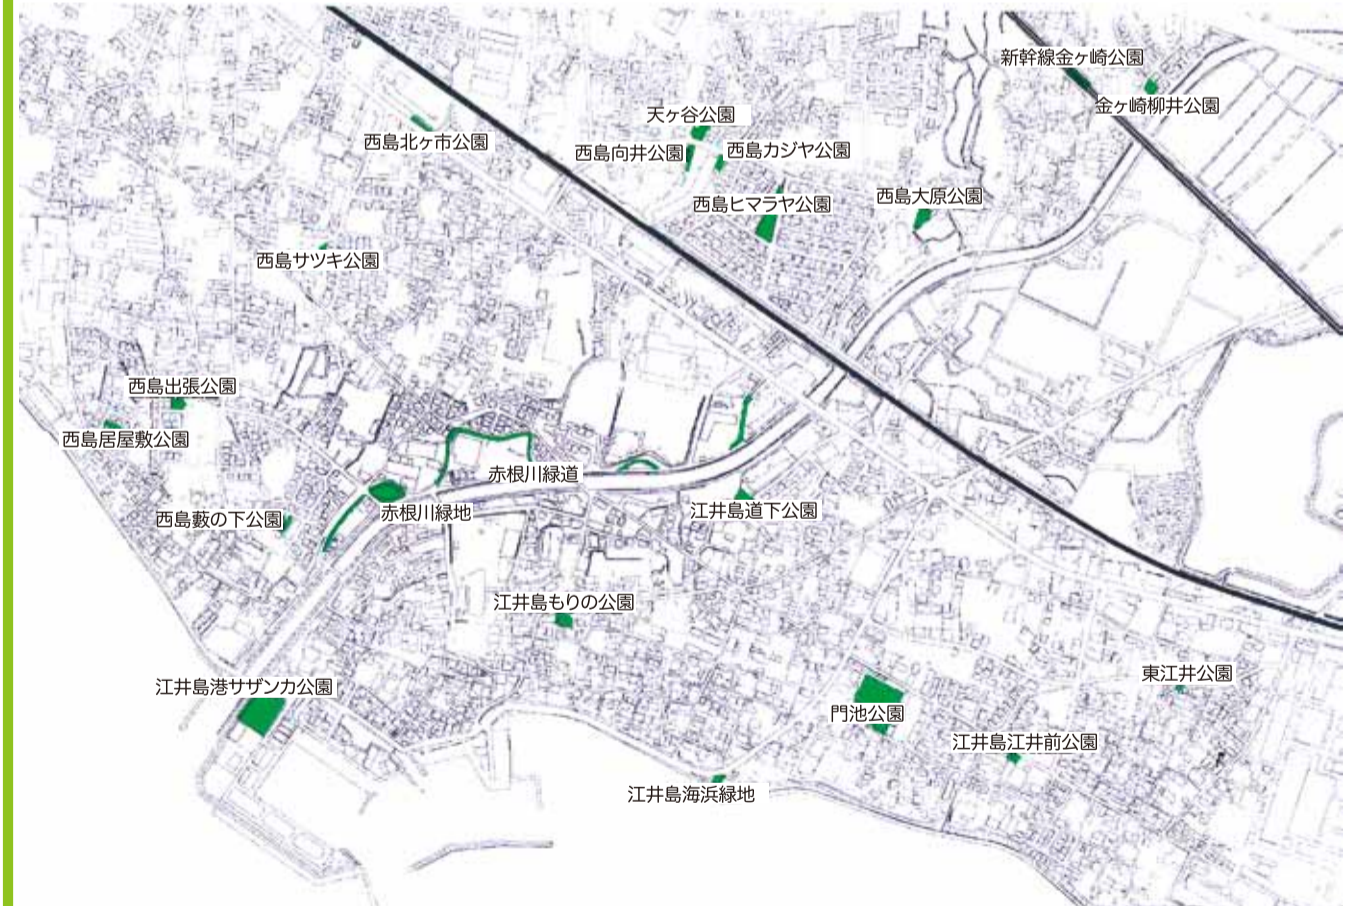 新幹線金ヶ崎公園
金ヶ崎柳井公園
天ヶ谷公園
西島北ヶ市公園
西島向井公園
西島カジヤ公園
西島ヒマラヤ公園
西島大原公園
西島サツキ公園
西島出張公園
西島居屋敷公園
赤根川緑道
西島藪の下公園
赤根川緑地
江井島道下公園
江井島もりの公園
江井島港サザンカ公園
東江井公園
門池公園
江井島江井前公園
江井島海浜緑地